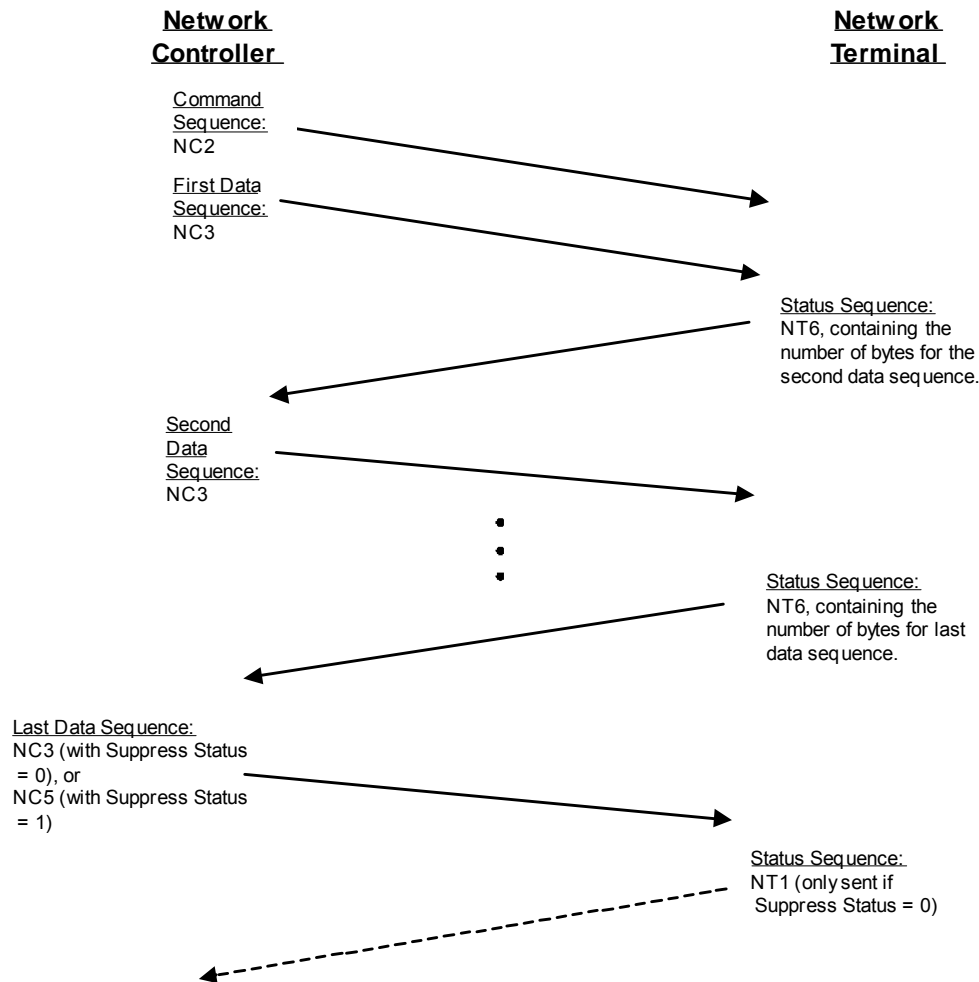 Network
Controller
Network
Terminal
Command
Sequence:
NC2
First Data
Sequence:
NC3
Status Sequence:
NT6, containing the
number of bytes for the
second data sequence.
Second
Data
Sequence:
NC3
Status Sequence:
NT6, containing the
number of bytes for last
data sequence.
Last Data Sequence:
NC3 (with Suppress Status
= 0), or
NC5 (with Suppress Status
= 1)
Status Sequence:
NT1 (only sent if
Suppress Status = 0)